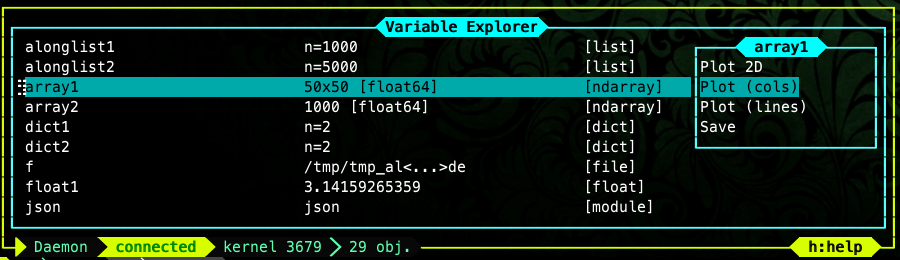 Variable Explorer
alonglist1 n=1000 [list]
alonglist2 n=5000 [list]
array1 50x50 [float64] [ndarray]
array2 1000 [float64] [ndarray]
dict1 n=2 [dict]
dict2 n=2 [dict]
f /tmp/tmp_al<...>de [file]
float1 3.14159265359 [float]
json json [module]
array1
Plot 2D
Plot (cols)
Plot (lines)
Save
Daemon connected kernel 3679 29 obj. h:help